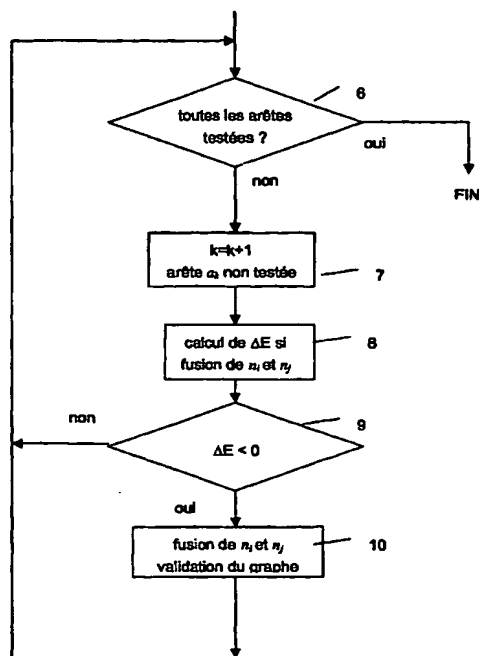 6
toutes les arêtes
testées ?
oui
non
FIN
k=k+1
arête aₖ non testée
7
calcul de ΔE si
fusion de nᵢ et nⱼ
8
9
non
ΔE < 0
oui
fusion de nᵢ et nⱼ
validation du graphe
10